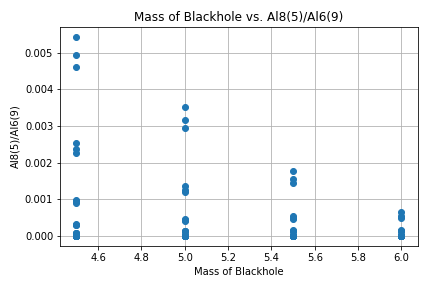 Mass of Blackhole vs. Al8(5)/Al6(9)
0.005
0.004
0.003
0.002
0.001
0.000
Al8(5)/Al6(9)
4.6 4.8 5.0 5.2 5.4 5.6 5.8 6.0
Mass of Blackhole